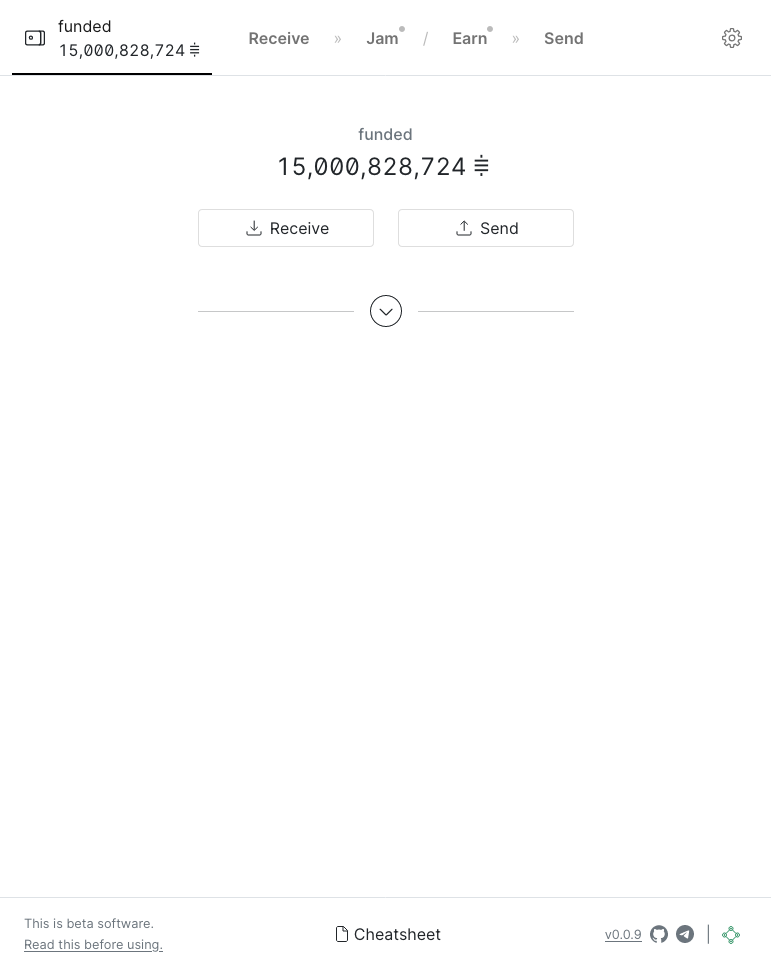 funded
15,000,828,724
Receive » Jam / Earn » Send
funded
15,000,828,724
Receive
Send
This is beta software.
Read this before using.
Cheatsheet
v0.0.9